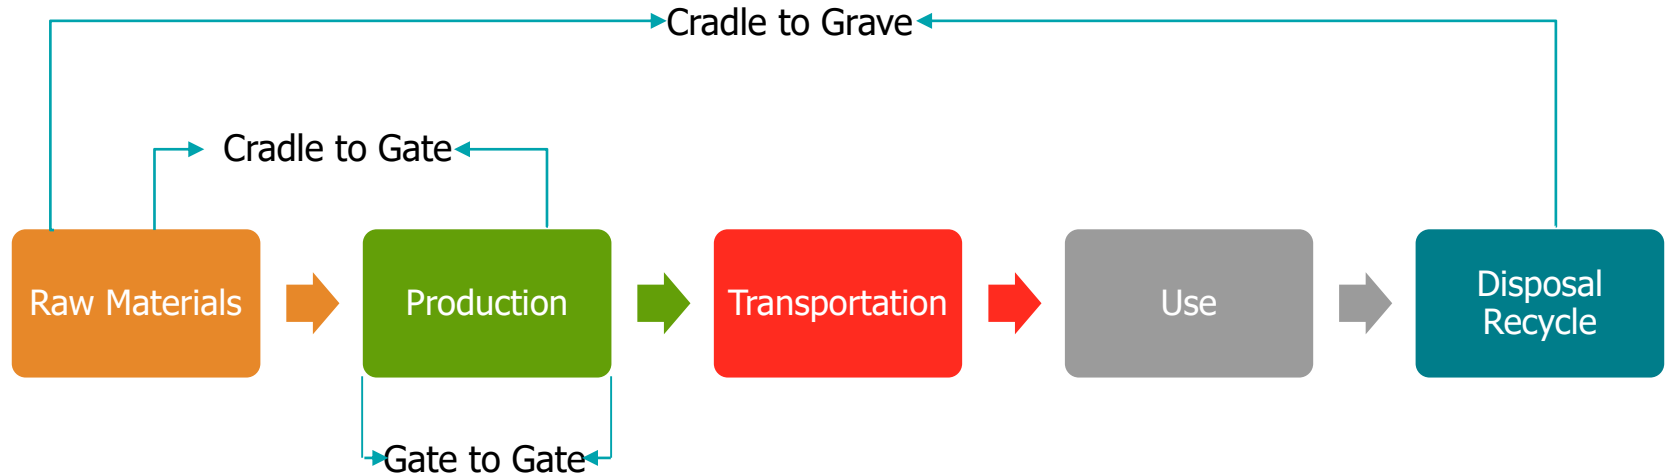 Cradle to Grave
Cradle to Gate
Raw Materials
Production
Transportation
Use
Disposal
Recycle
Gate to Gate